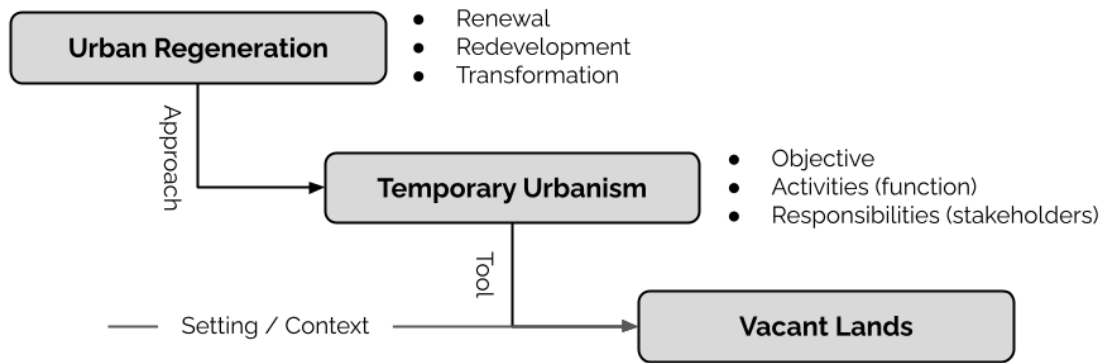 Urban Regeneration
● Renewal
● Redevelopment
● Transformation
Approach
Temporary Urbanism
● Objective
● Activities (function)
● Responsibilities (stakeholders)
Tool
Setting / Context
Vacant Lands